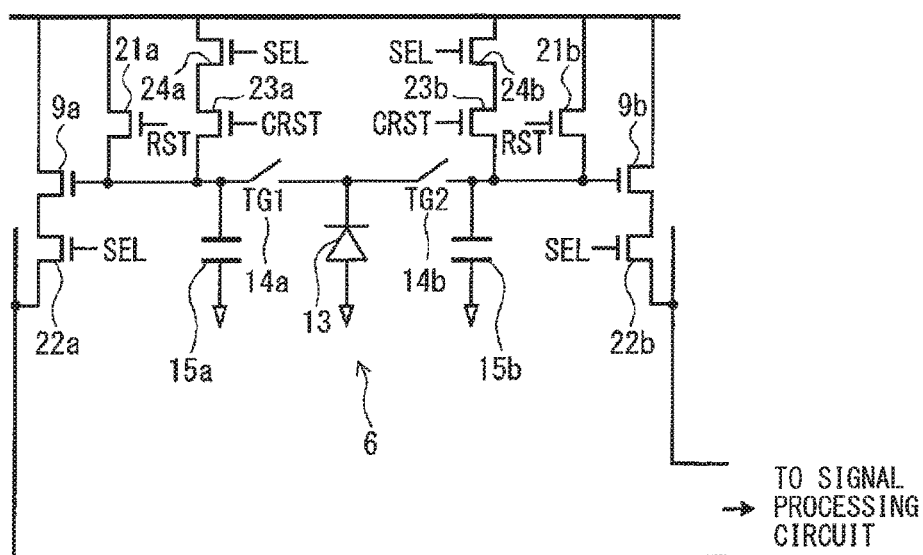 21a
SEL
SEL
21b
24a
23a
23b
24b
9a
9b
RST
CRST
CRST
RST
TG1
TG2
SEL
13
14a
14b
SEL
22a
15a
15b
22b
6
TO SIGNAL
PROCESSING
CIRCUIT